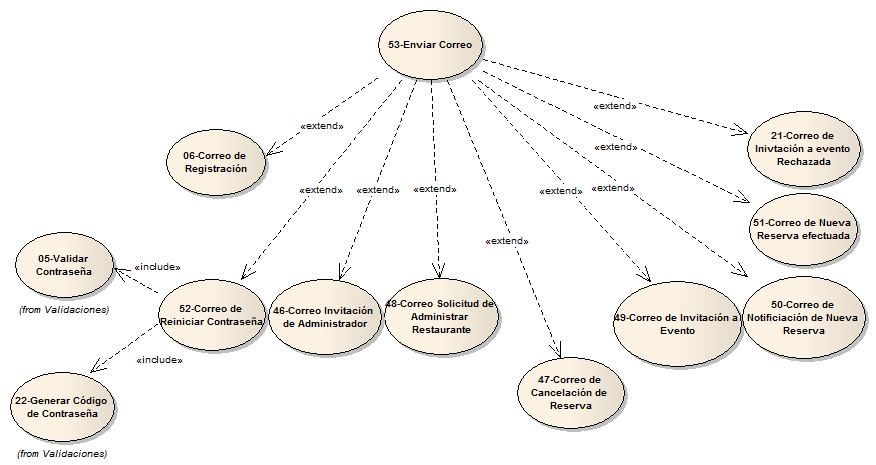 53-Enviar Correo
«extend»
«extend»
«extend»
«extend»
«extend»
«extend»
«extend»
«extend»
«extend»
06-Correo de
Registración
21-Correo de
Inivtación a evento
Rechazada
51-Correo de Nueva
Reserva efectuada
05-Validar
Contraseña
(from Validaciones)
«include»
52-Correo de
Reiniciar Contraseña
46-Correo Invitación
de Administrador
48-Correo Solicitud de
Administrar
Restaurante
49-Correo de Invitación a
Evento
50-Correo de
Notificiación de Nueva
Reserva
«include»
47-Correo de
Cancelación de
Reserva
22-Generar Código
de Contraseña
(from Validaciones)